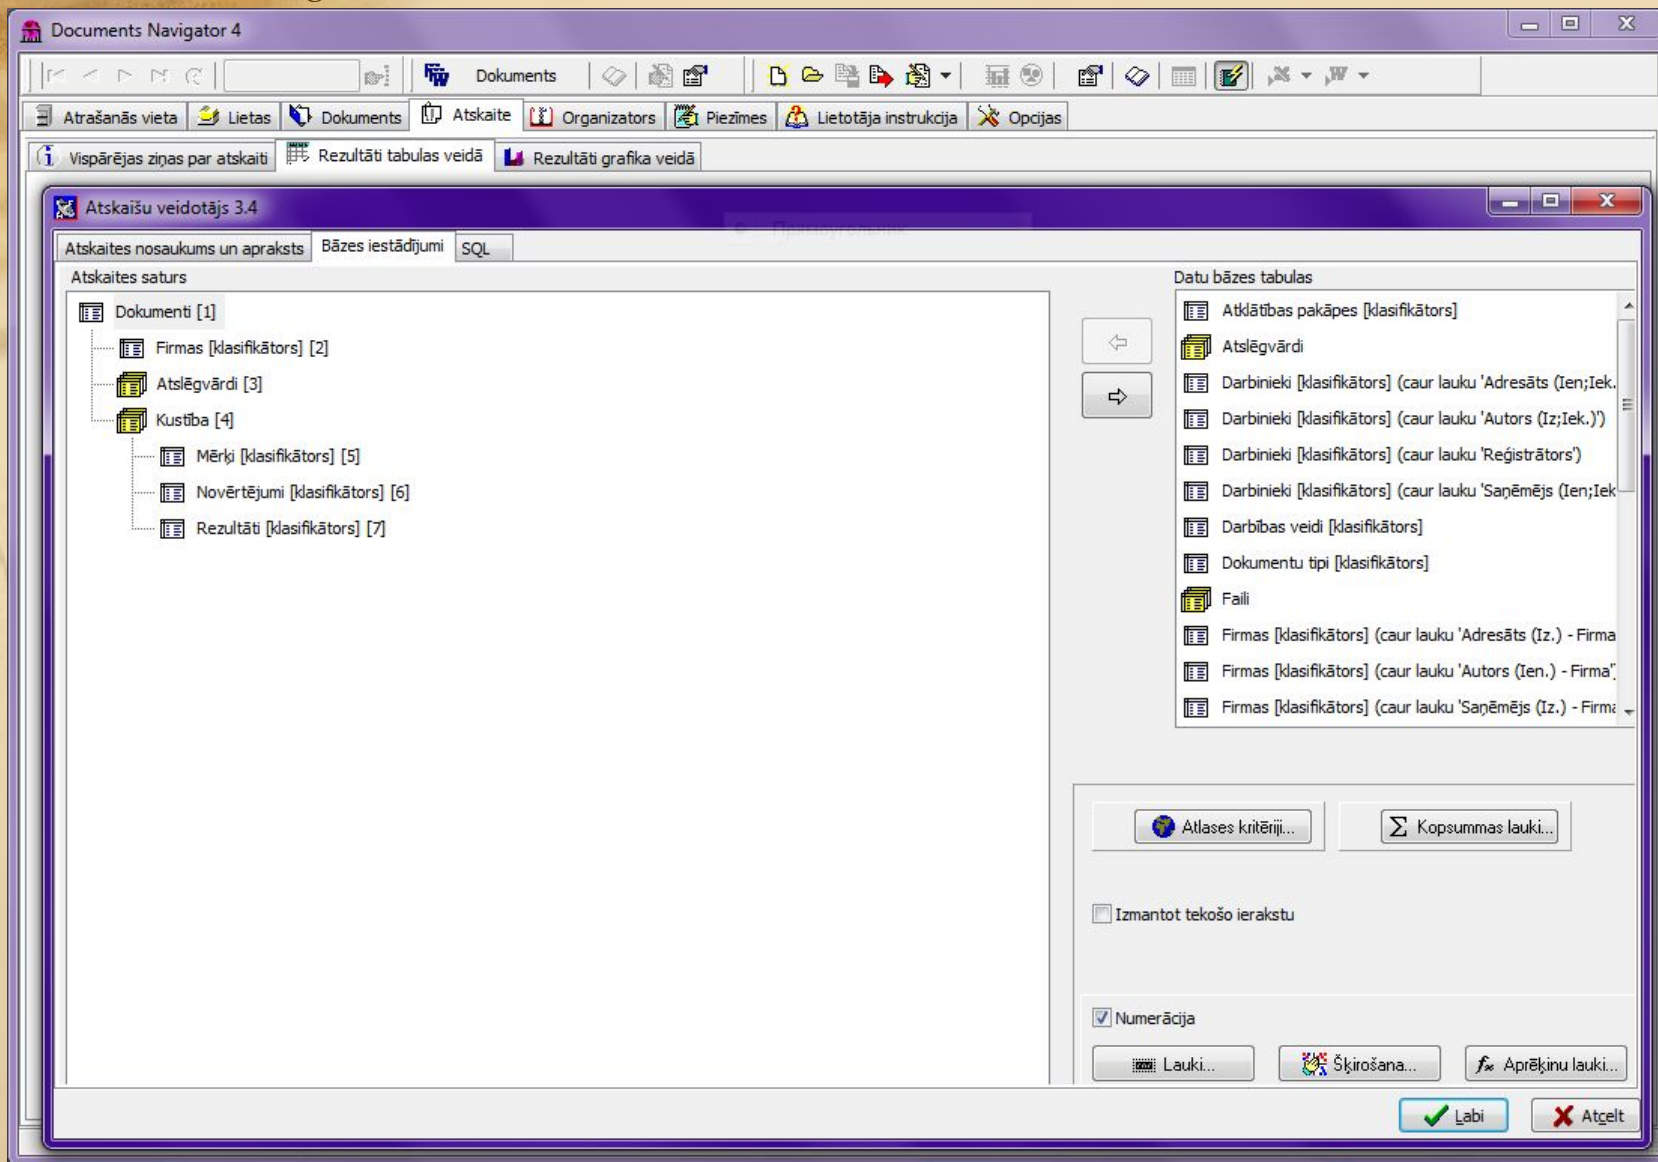 Documents Navigator 4
Dokuments
Atrašanās vieta Lietas Dokuments Atskaite Organizators Piezīmes Lietotāja instrukcija Opcijas
Vispārējas ziņas par atskaiti Rezultāti tabulas veidā Rezultāti grafika veidā
Atskaišu veidotājs 3.4
Прямоугольник
Atskaites nosaukums un apraksts Bāzes iestādījumi SQL
Atskaites saturs
Dokumenti [1]
Firmas [klasifikātors] [2]
Atslēgvārdi [3]
Kustība [4]
Mērķi [klasifikātors] [5]
Novērtējumi [klasifikātors] [6]
Rezultāti [klasifikātors] [7]
Datu bāzes tabulas
Atklātības pakāpes [klasifikātors]
Atslēgvārdi
Darbinieki [klasifikātors] (caur lauku 'Adresāts (Ien;Iek.
Darbinieki [klasifikātors] (caur lauku 'Autors (Iz;Iek.)')
Darbinieki [klasifikātors] (caur lauku 'Reģistrātors')
Darbinieki [klasifikātors] (caur lauku 'Saņēmējs (Ien;Iek
Darbības veidi [klasifikātors]
Dokumentu tipi [klasifikātors]
Faili
Firmas [klasifikātors] (caur lauku 'Adresāts (Iz.) - Firma
Firmas [klasifikātors] (caur lauku 'Autors (Ien.) - Firma'
Firmas [klasifikātors] (caur lauku 'Saņēmējs (Iz.) - Firma
Atlases kritēriji... Σ Kopsummas lauki...
Izmantot tekošo ierakstu
Numerācija
Lauki... Šķirošana... Aprēķinu lauki...
Labi Atcelt